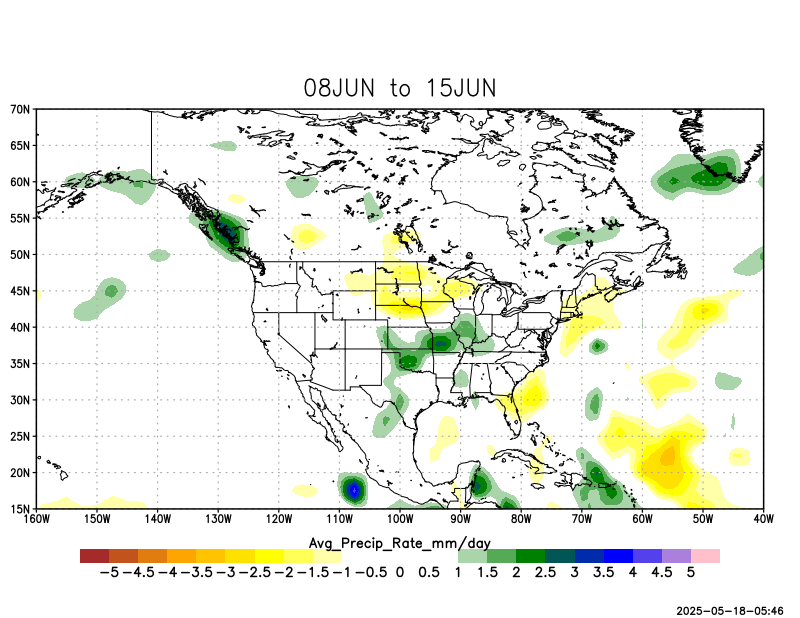 08JUN to 15JUN
70N
65N
60N
55N
50N
45N
40N
35N
30N
25N
20N
15N
160W 150W 140W 130W 120W 110W 100W 90W 80W 70W 60W 50W 40W
Avg_Precip_Rate_mm/day
-5 -4.5 -4 -3.5 -3 -2.5 -2 -1.5 -1 -0.5 0 0.5 1 1.5 2 2.5 3 3.5 4 4.5 5
2025-05-18-05:46